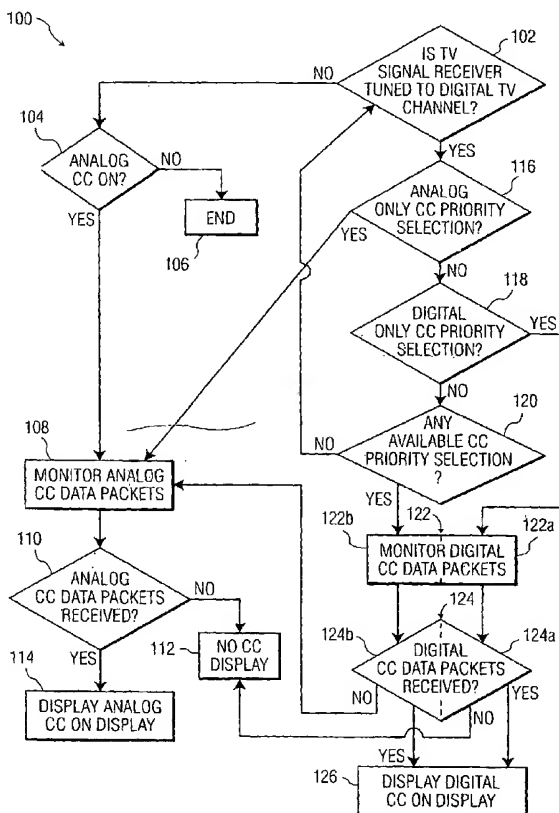 100
102
IS TV
SIGNAL RECEIVER
TUNED TO DIGITAL TV
CHANNEL?
NO
YES
104
ANALOG
CC ON?
NO
YES
END
106
116
ANALOG
ONLY CC PRIORITY
SELECTION?
YES
NO
118
DIGITAL
ONLY CC PRIORITY
SELECTION?
YES
NO
120
ANY
AVAILABLE CC
PRIORITY SELECTION
?
NO
YES
108
MONITOR ANALOG
CC DATA PACKETS
122b
122
122a
MONITOR DIGITAL
CC DATA PACKETS
110
ANALOG
CC DATA PACKETS
RECEIVED?
NO
YES
112
NO CC
DISPLAY
114
DISPLAY ANALOG
CC ON DISPLAY
124b
124
124a
DIGITAL
CC DATA PACKETS
RECEIVED?
NO
YES
NO
YES
126
DISPLAY DIGITAL
CC ON DISPLAY